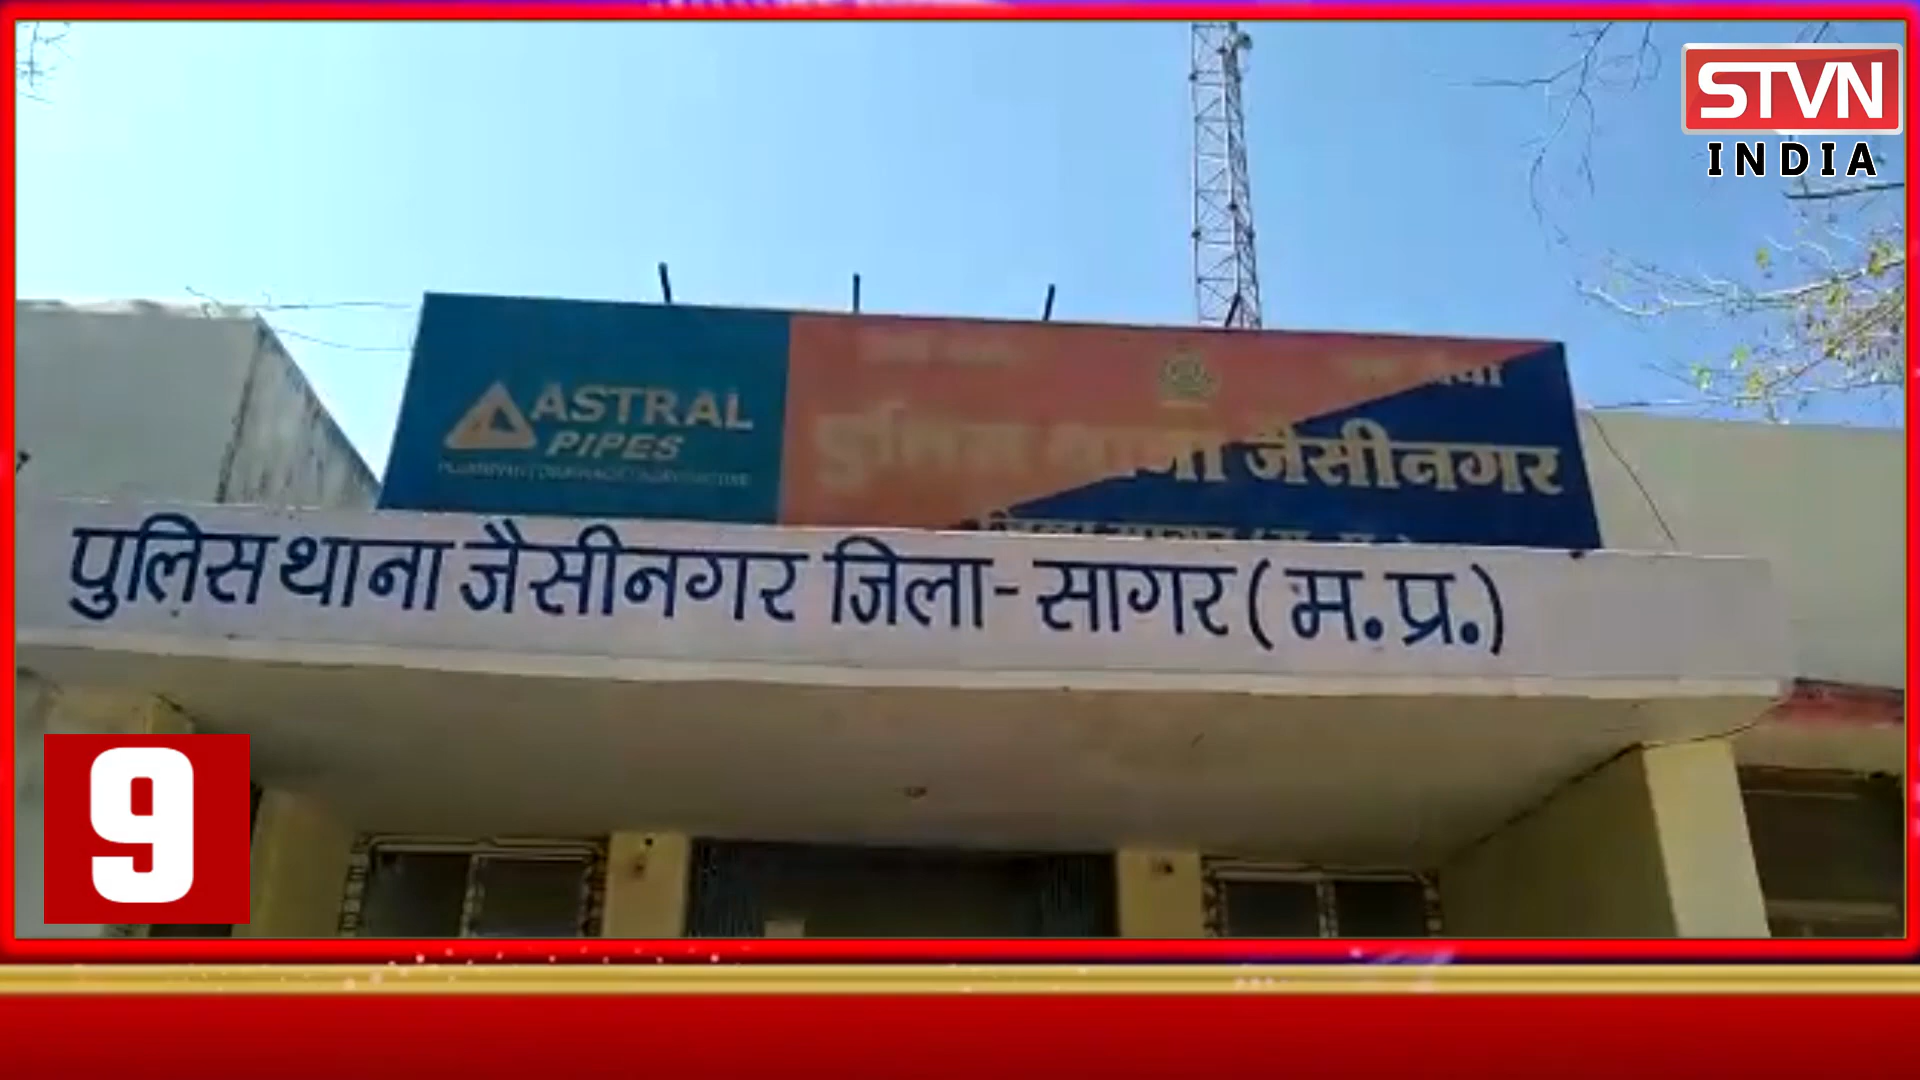 STVN
INDIA
ASTRAL
PIPES
पुलिस थाना जैसीनगर
पुलिस थाना जैसीनगर जिला-सागर (म.प्र.)
9